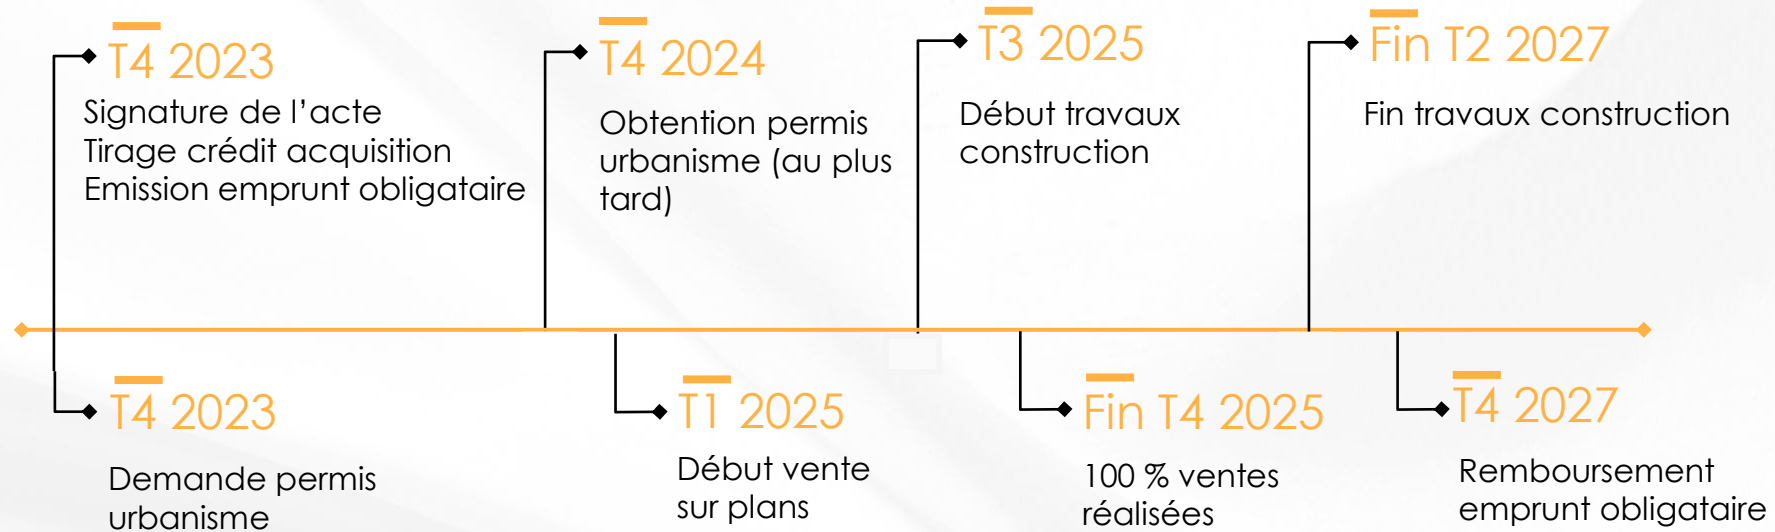 T4 2023
Signature de l’acte
Tirage crédit acquisition
Emission emprunt obligataire
T4 2024
Obtention permis
urbanisme (au plus
tard)
T3 2025
Début travaux
construction
Fin T2 2027
Fin travaux construction
T4 2023
Demande permis
urbanisme
T1 2025
Début vente
sur plans
Fin T4 2025
100 % ventes
réalisées
T4 2027
Remboursement
emprunt obligataire